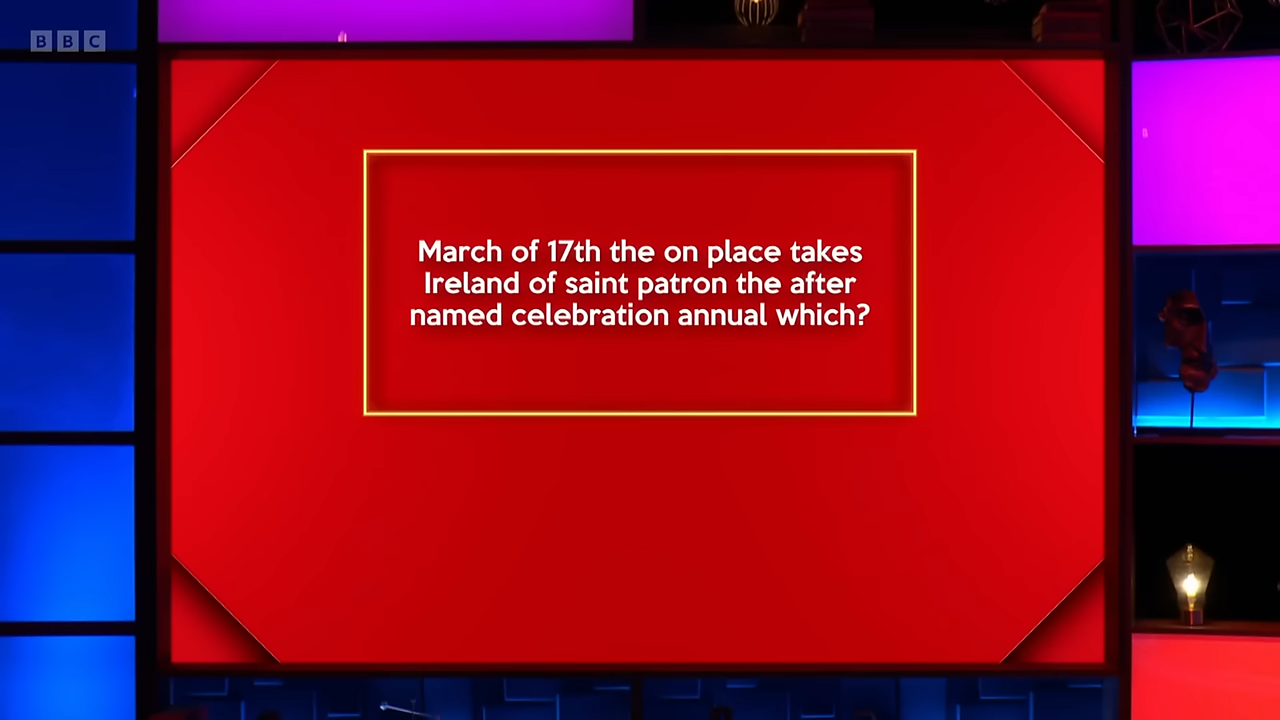 BBC
March of 17th the on place takes
Ireland of saint patron the after
named celebration annual which?